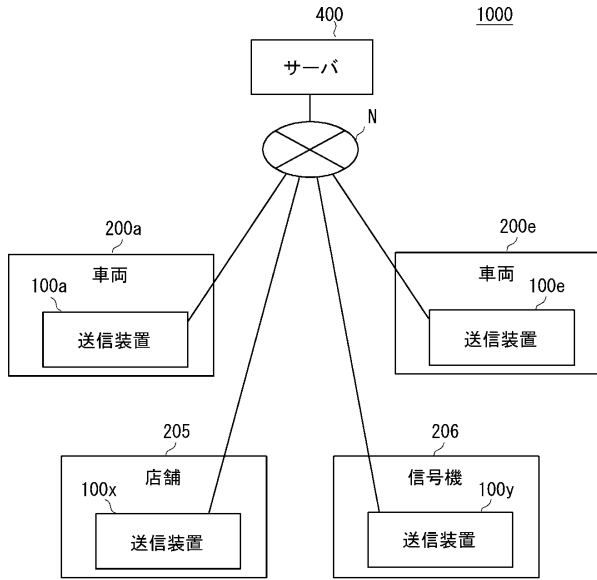 400
1000
サーバ
N
200a
200e
車両
車両
100a
100e
送信装置
送信装置
205
206
店舗
信号機
100x
100y
送信装置
送信装置